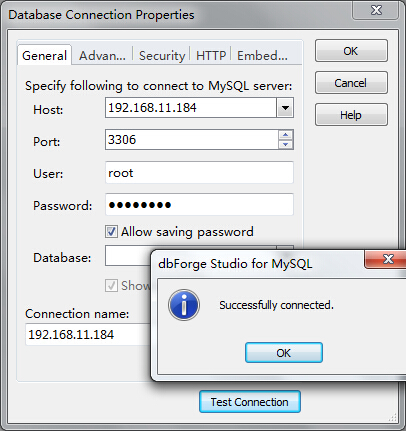 Database Connection Properties
General Advan... Security HTTP Embed...
OK
Specify following to connect to MySQL server:
Cancel
Host: 192.168.11.184
Help
Port: 3306
User: root
Password: ●●●●●●●●
Allow saving password
Database:
dbForge Studio for MySQL
Show
Successfully connected.
Connection name:
192.168.11.184
OK
Test Connection